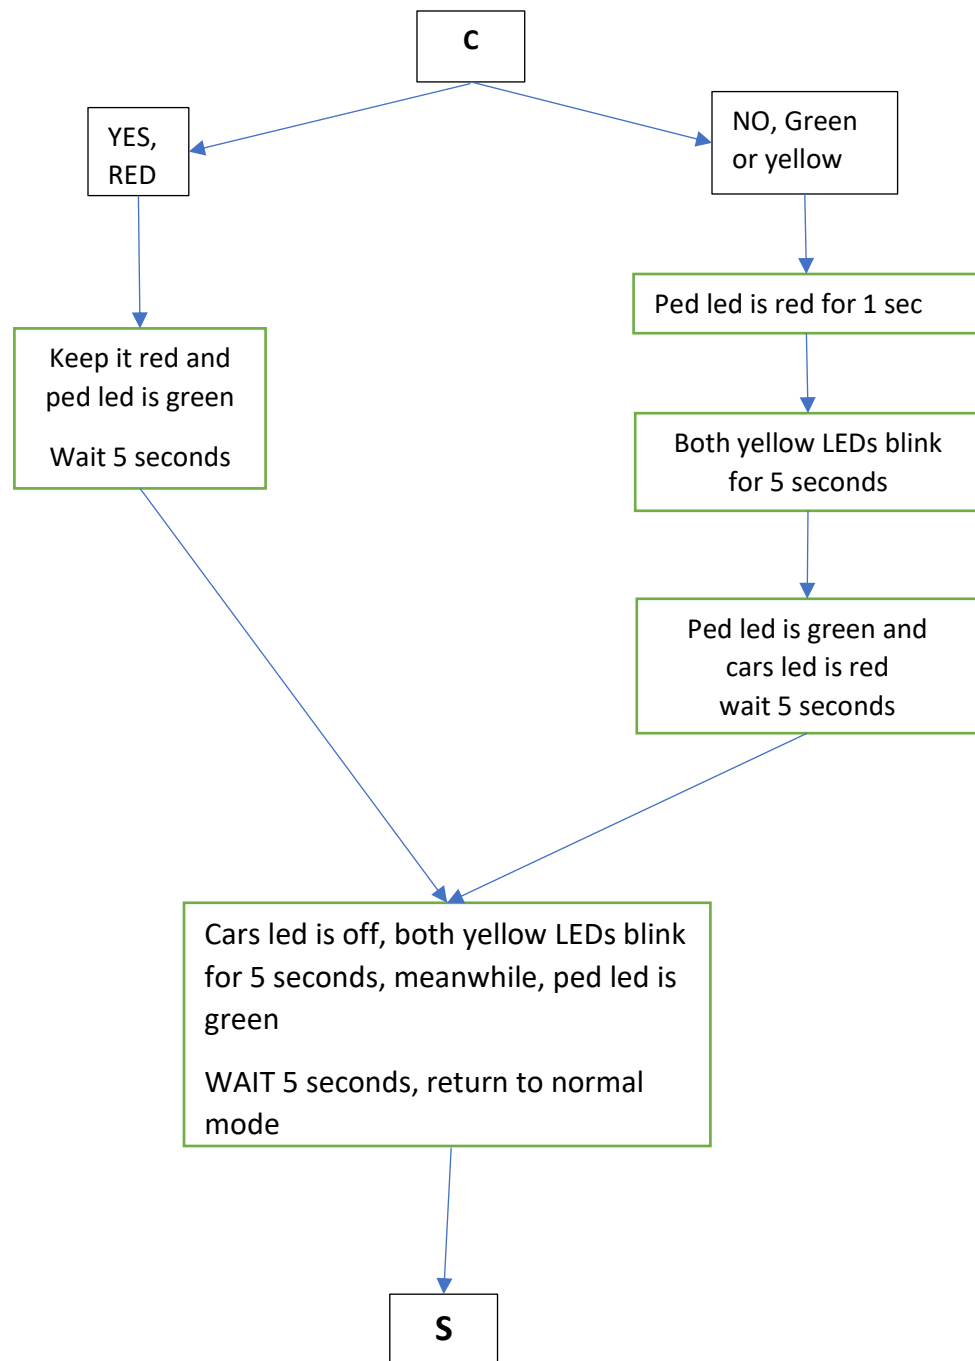 C
YES,
RED
NO, Green
or yellow
Ped led is red for 1 sec
Keep it red and
ped led is green
Wait 5 seconds
Both yellow LEDs blink
for 5 seconds
Ped led is green and
cars led is red
wait 5 seconds
Cars led is off, both yellow LEDs blink
for 5 seconds, meanwhile, ped led is
green
WAIT 5 seconds, return to normal
mode
S